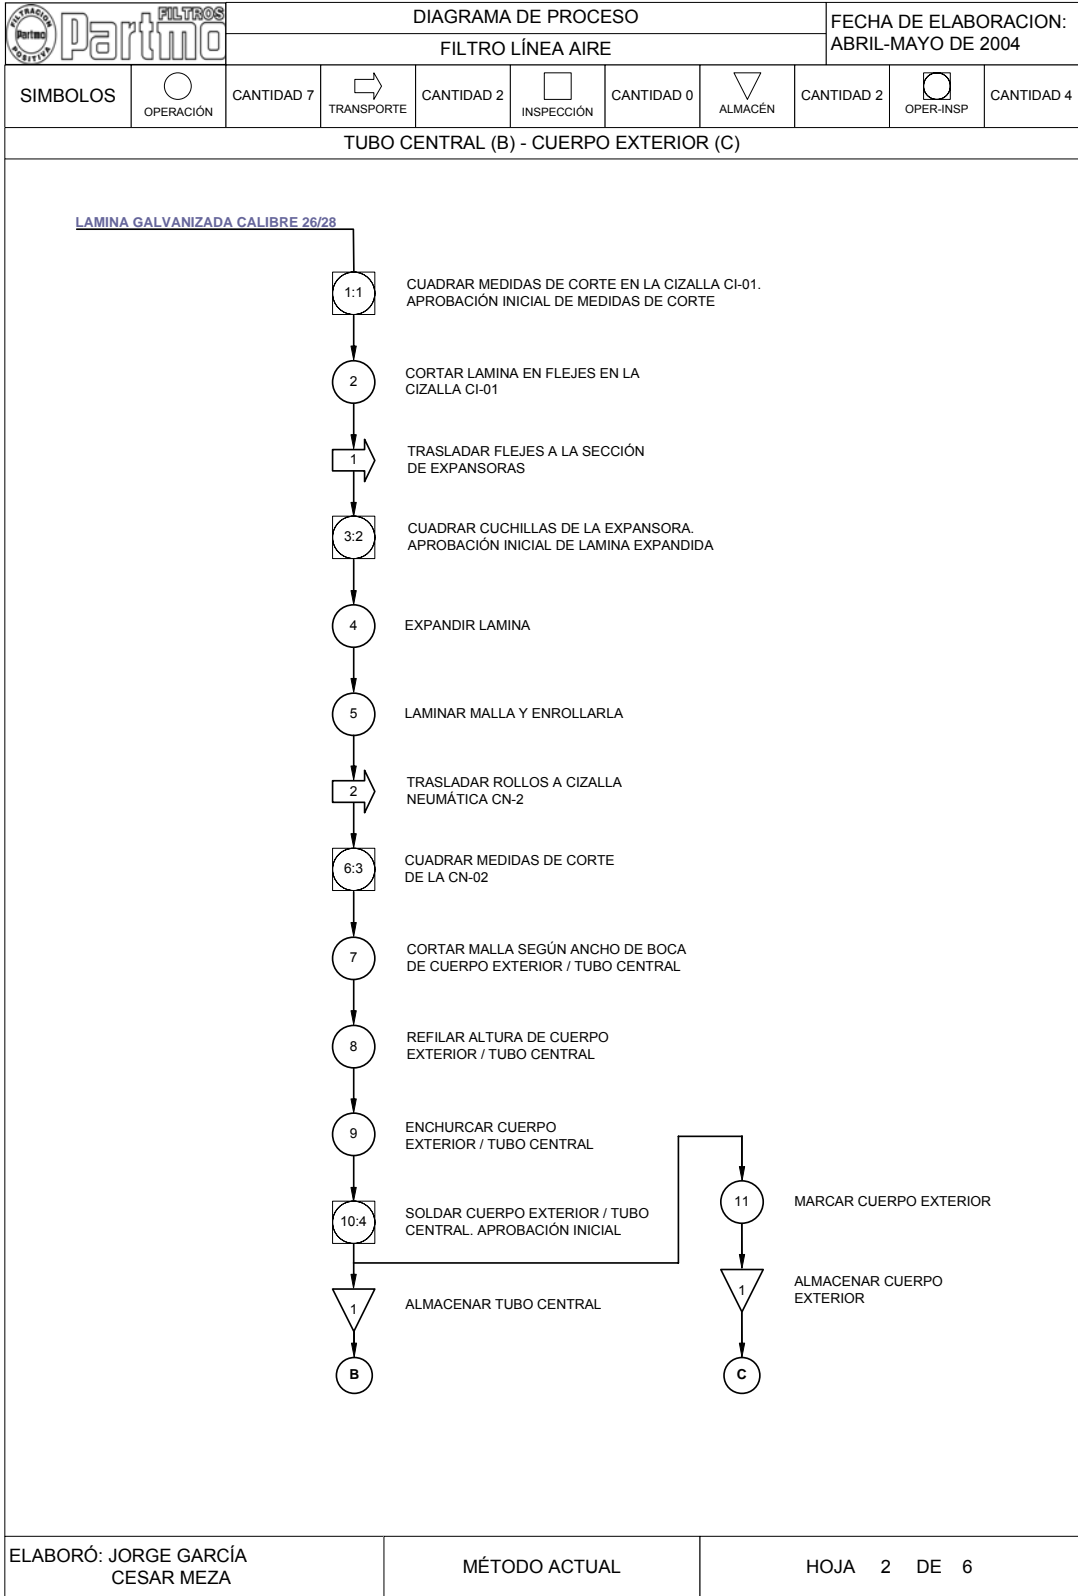 FILTRACION
Partmo
POSITIVA
FILTROS
Partmo
DIAGRAMA DE PROCESO
FILTRO LÍNEA AIRE
FECHA DE ELABORACION:
ABRIL-MAYO DE 2004
SIMBOLOS
OPERACIÓN
CANTIDAD 7
TRANSPORTE
CANTIDAD 2
INSPECCIÓN
CANTIDAD 0
ALMACÉN
CANTIDAD 2
OPER-INSP
CANTIDAD 4
TUBO CENTRAL (B) - CUERPO EXTERIOR (C)
LAMINA GALVANIZADA CALIBRE 26/28
1:1
CUADRAR MEDIDAS DE CORTE EN LA CIZALLA CI-01.
APROBACIÓN INICIAL DE MEDIDAS DE CORTE
2
CORTAR LAMINA EN FLEJES EN LA
CIZALLA CI-01
1
TRASLADAR FLEJES A LA SECCIÓN
DE EXPANSORAS
3:2
CUADRAR CUCHILLAS DE LA EXPANSORA.
APROBACIÓN INICIAL DE LAMINA EXPANDIDA
4
EXPANDIR LAMINA
5
LAMINAR MALLA Y ENROLLARLA
2
TRASLADAR ROLLOS A CIZALLA
NEUMÁTICA CN-2
6:3
CUADRAR MEDIDAS DE CORTE
DE LA CN-02
7
CORTAR MALLA SEGÚN ANCHO DE BOCA
DE CUERPO EXTERIOR / TUBO CENTRAL
8
REFILAR ALTURA DE CUERPO
EXTERIOR / TUBO CENTRAL
9
ENCHURCAR CUERPO
EXTERIOR / TUBO CENTRAL
10:4
SOLDAR CUERPO EXTERIOR / TUBO
CENTRAL. APROBACIÓN INICIAL
11
MARCAR CUERPO EXTERIOR
1
ALMACENAR TUBO CENTRAL
1
ALMACENAR CUERPO
EXTERIOR
B
C
ELABORÓ: JORGE GARCÍA
CESAR MEZA
MÉTODO ACTUAL
HOJA 2 DE 6